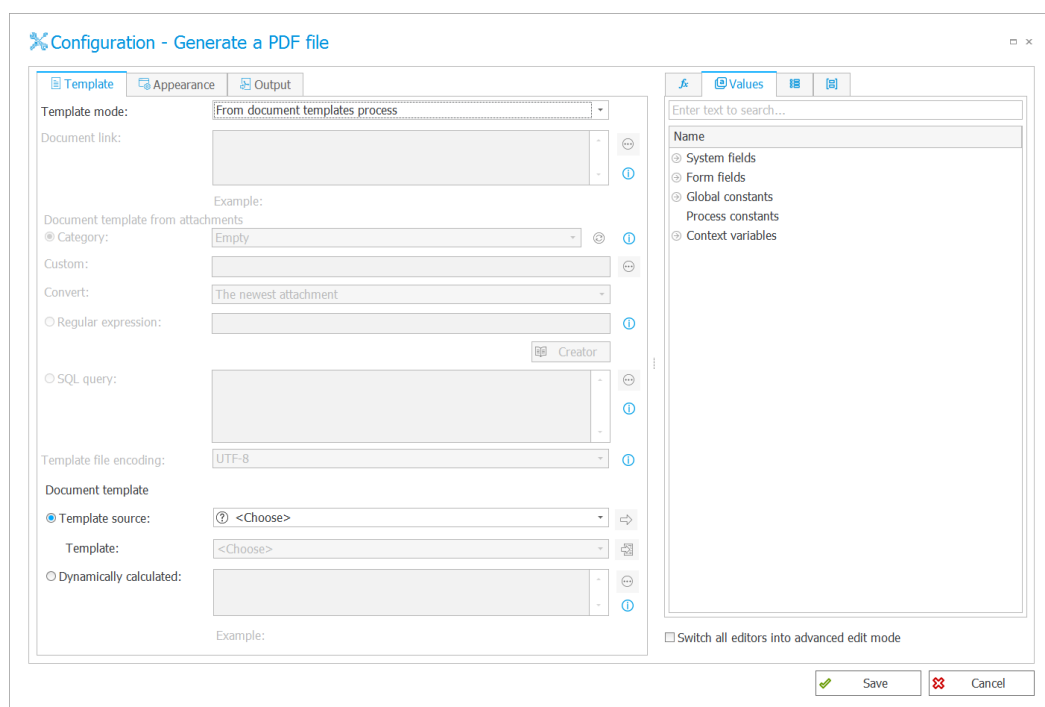 Configuration - Generate a PDF file
Template Appearance Output
Template mode: From document templates process
Document link:
Example:
Document template from attachments
Category: Empty
Custom:
Convert: The newest attachment
Regular expression:
Creator
SQL query:
Template file encoding: UTF-8
Document template
Template source: <Choose>
Template: <Choose>
Dynamically calculated:
Example:
fx Values
Enter text to search...
Name
System fields
Form fields
Global constants
Process constants
Context variables
Switch all editors into advanced edit mode
Save Cancel